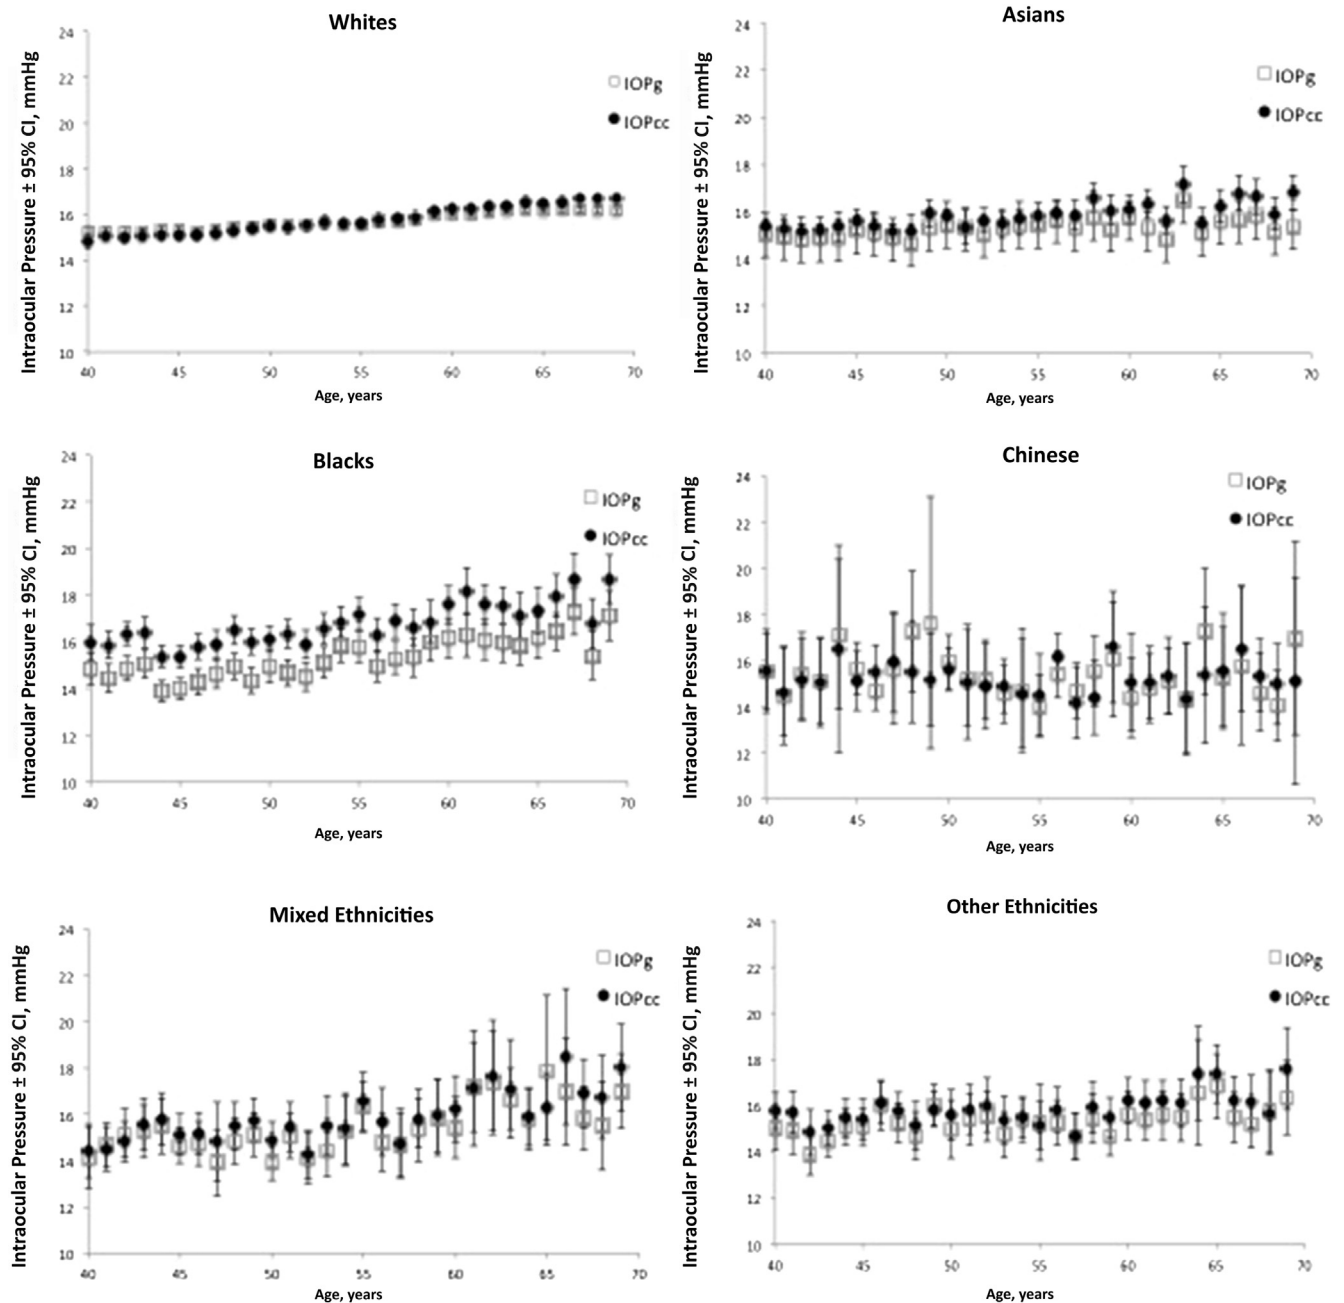 Whites
Intraocular Pressure ± 95% CI, mmHg
24
22
20
18
16
14
12
10
IOPg
IOPcc
40 45 50 55 60 65 70
Age, years
Asians
Intraocular Pressure ± 95% CI, mmHg
24
22
20
18
16
14
12
10
IOPg
IOPcc
40 45 50 55 60 65 70
Age, years
Blacks
Intraocular Pressure ± 95% CI, mmHg
24
22
20
18
16
14
12
10
IOPg
IOPcc
40 45 50 55 60 65 70
Age, years
Chinese
Intraocular Pressure ± 95% CI, mmHg
24
22
20
18
16
14
12
10
IOPg
IOPcc
40 45 50 55 60 65 70
Age, years
Mixed Ethnicities
Intraocular Pressure ± 95% CI, mmHg
24
22
20
18
16
14
12
10
IOPg
IOPcc
40 45 50 55 60 65 70
Age, years
Other Ethnicities
Intraocular Pressure ± 95% CI, mmHg
24
22
20
18
16
14
12
10
IOPg
IOPcc
40 45 50 55 60 65 70
Age, years